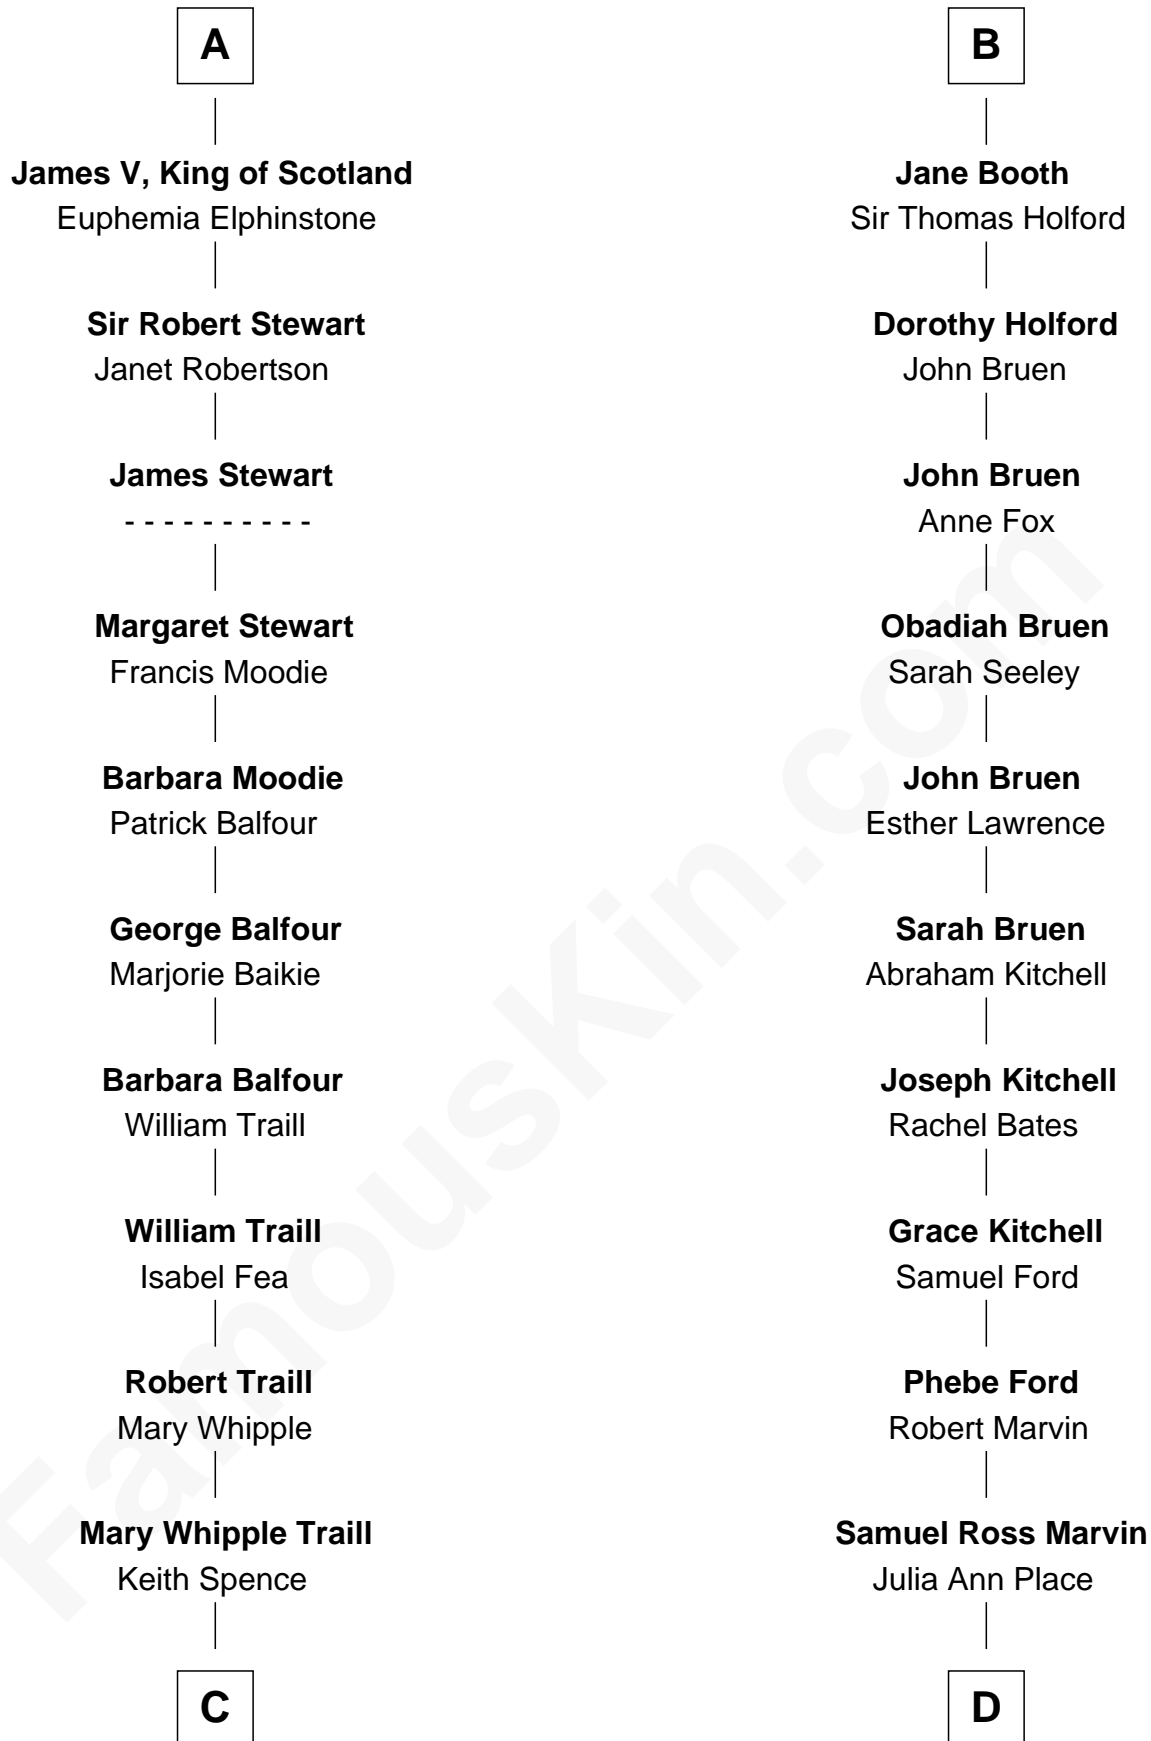 A
James V, King of Scotland
Euphemia Elphinstone
Sir Robert Stewart
Janet Robertson
James Stewart
- - - - - - - - - -
Margaret Stewart
Francis Moodie
Barbara Moodie
Patrick Balfour
George Balfour
Marjorie Baikie
Barbara Balfour
William Traill
William Traill
Isabel Fea
Robert Traill
Mary Whipple
Mary Whipple Traill
Keith Spence
C
B
Jane Booth
Sir Thomas Holford
Dorothy Holford
John Bruen
John Bruen
Anne Fox
Obadiah Bruen
Sarah Seeley
John Bruen
Esther Lawrence
Sarah Bruen
Abraham Kitchell
Joseph Kitchell
Rachel Bates
Grace Kitchell
Samuel Ford
Phebe Ford
Robert Marvin
Samuel Ross Marvin
Julia Ann Place
D
FamousKin.com